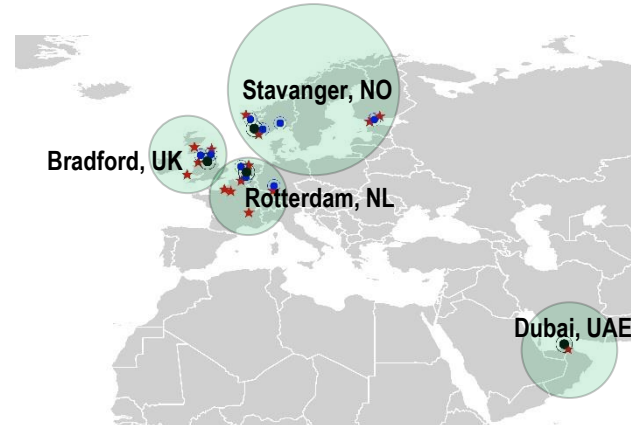 Stavanger, NO
Bradford, UK
Rotterdam, NL
Dubai, UAE